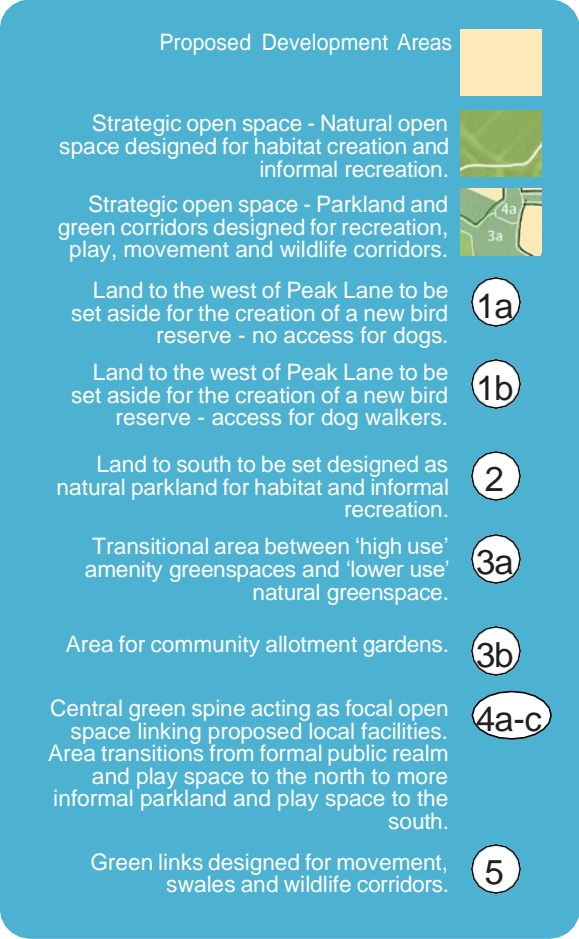 Proposed Development Areas
Strategic open space - Natural open
space designed for habitat creation and
informal recreation.
Strategic open space - Parkland and
green corridors designed for recreation,
play, movement and wildlife corridors.
4a
3a
Land to the west of Peak Lane to be
set aside for the creation of a new bird
reserve - no access for dogs.
1a
Land to the west of Peak Lane to be
set aside for the creation of a new bird
reserve - access for dog walkers.
1b
Land to south to be set designed as
natural parkland for habitat and informal
recreation.
2
Transitional area between ‘high use’
amenity greenspaces and ‘lower use’
natural greenspace.
3a
Area for community allotment gardens.
3b
Central green spine acting as focal open
space linking proposed local facilities.
Area transitions from formal public realm
and play space to the north to more
informal parkland and play space to the
south.
4a-c
Green links designed for movement,
swales and wildlife corridors.
5